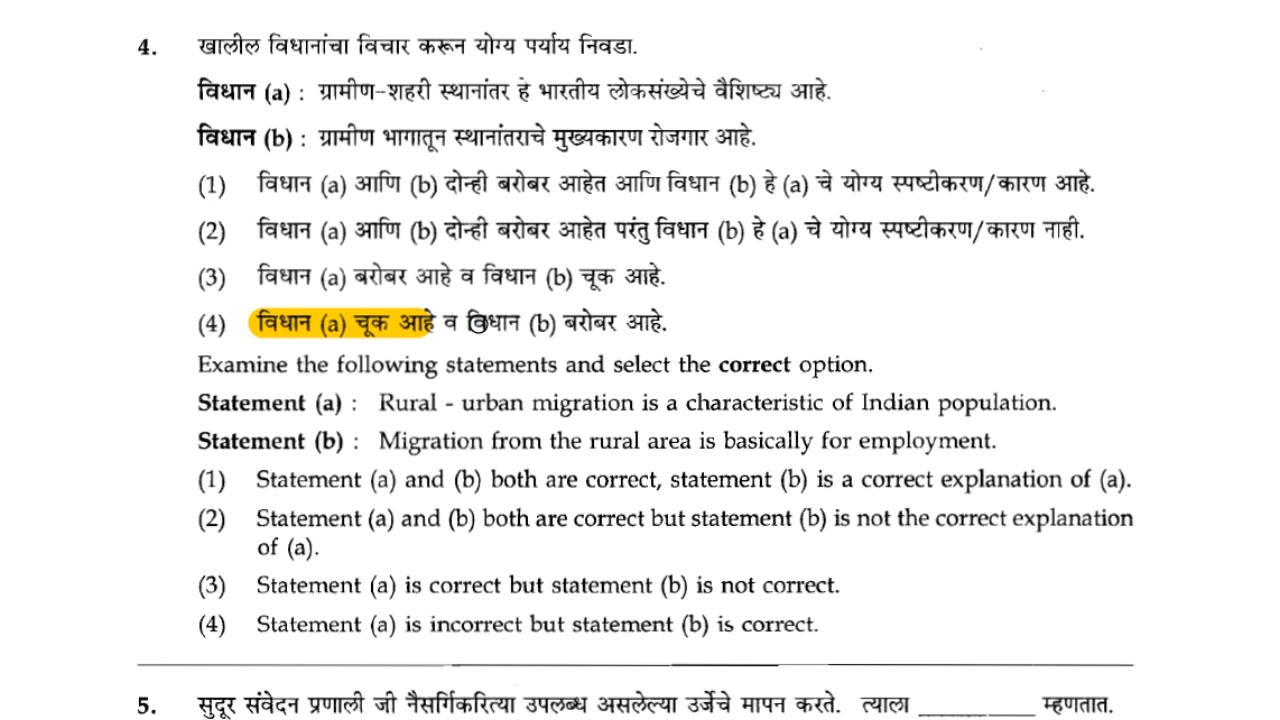 4. खालील विधानांचा विचार करून योग्य पर्याय निवडा.
विधान (a) : ग्रामीण-शहरी स्थानांतर हे भारतीय लोकसंख्येचे वैशिष्ट्य आहे.
विधान (b) : ग्रामीण भागातून स्थानांतराचे मुख्यकारण रोजगार आहे.
(1) विधान (a) आणि (b) दोन्ही बरोबर आहेत आणि विधान (b) हे (a) चे योग्य स्पष्टीकरण/कारण आहे.
(2) विधान (a) आणि (b) दोन्ही बरोबर आहेत परंतु विधान (b) हे (a) चे योग्य स्पष्टीकरण/कारण नाही.
(3) विधान (a) बरोबर आहे व विधान (b) चूक आहे.
(4) विधान (a) चूक आहे व विधान (b) बरोबर आहे.
Examine the following statements and select the correct option.
Statement (a) : Rural - urban migration is a characteristic of Indian population.
Statement (b) : Migration from the rural area is basically for employment.
(1) Statement (a) and (b) both are correct, statement (b) is a correct explanation of (a).
(2) Statement (a) and (b) both are correct but statement (b) is not the correct explanation
of (a).
(3) Statement (a) is correct but statement (b) is not correct.
(4) Statement (a) is incorrect but statement (b) is correct.
5. सुदूर संवेदन प्रणाली जी नैसर्गिकरित्या उपलब्ध असलेल्या उर्जेचे मापन करते. त्याला __________ म्हणतात.